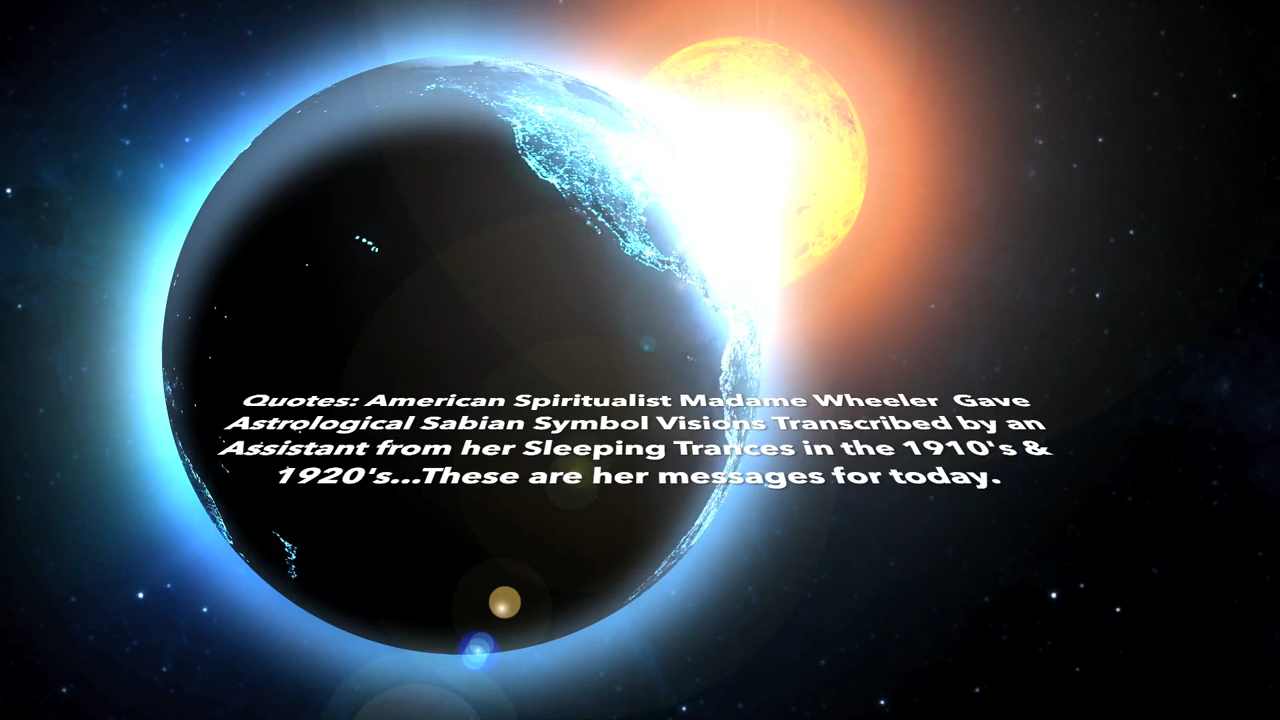 Quotes: American Spiritualist Madame Wheeler  Gave
Astrological Sabian Symbol Visions Transcribed by an
Assistant from her Sleeping Trances in the 1910's &
1920's...These are her messages for today.